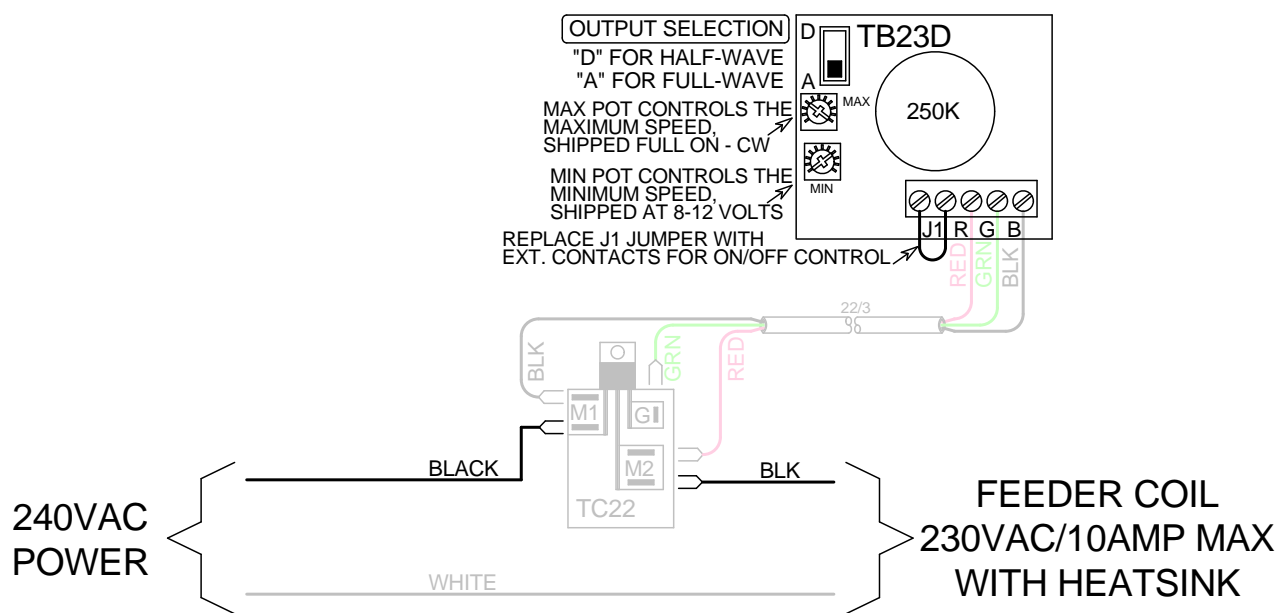 OUTPUT SELECTION
"D" FOR HALF-WAVE
"A" FOR FULL-WAVE
MAX POT CONTROLS THE
MAXIMUM SPEED,
SHIPPED FULL ON - CW
MIN POT CONTROLS THE
MINIMUM SPEED,
SHIPPED AT 8-12 VOLTS
REPLACE J1 JUMPER WITH
EXT. CONTACTS FOR ON/OFF CONTROL
D
TB23D
A
MAX
250K
MIN
J1 R G B
RED
GRN
BLK
22/3
BLK
GRN
RED
M1
G
M2
TC22
BLACK
BLK
240VAC
POWER
WHITE
FEEDER COIL
230VAC/10AMP MAX
WITH HEATSINK